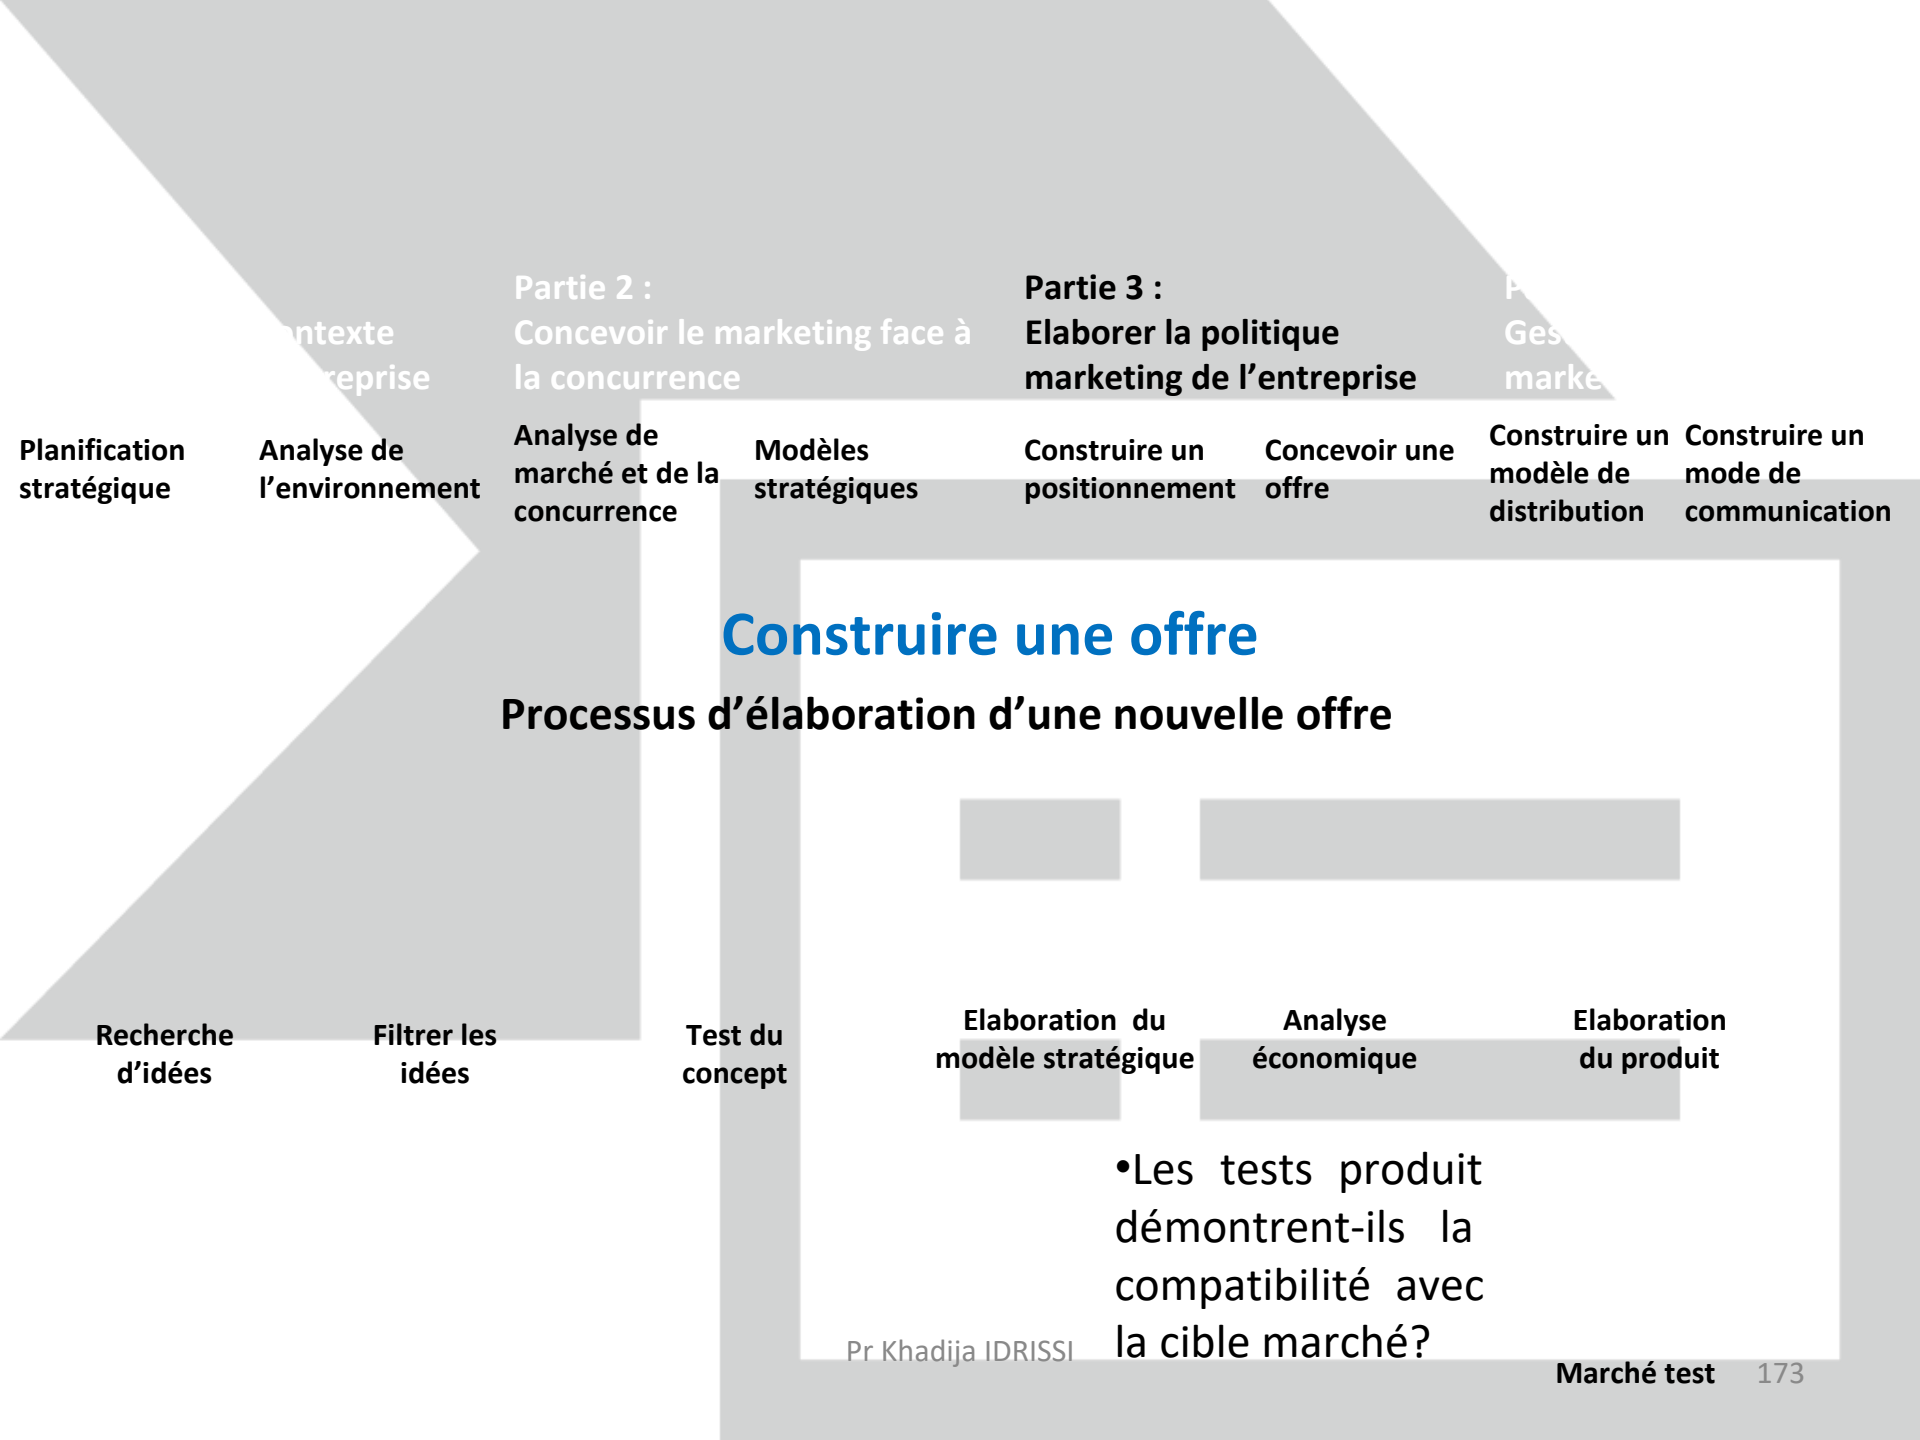 Partie 2 :
Concevoir le marketing face à
la concurrence
Partie 3 :
Elaborer la politique
marketing de l’entreprise
Planification
stratégique
Analyse de
l’environnement
Analyse de
marché et de la
concurrence
Modèles
stratégiques
Construire un
positionnement
Concevoir une
offre
Construire un
modèle de
distribution
Construire un
mode de
communication
Construire une offre
Processus d’élaboration d’une nouvelle offre
Recherche
d’idées
Filtrer les
idées
Test du
concept
Elaboration du
modèle stratégique
Analyse
économique
Elaboration
du produit
•Les tests produit
démontrent-ils la
compatibilité avec
la cible marché?
Pr Khadija IDRISSI
Marché test
173